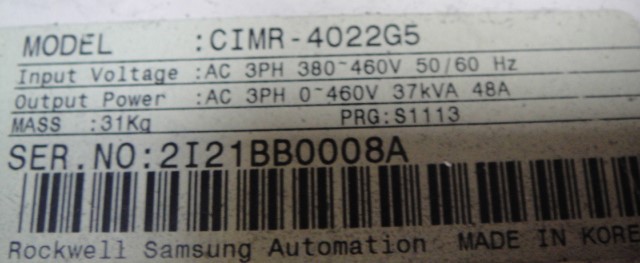 MODEL :CIMR-4022G5
Input Voltage :AC 3PH 380~460V 50/60 Hz
Output Power :AC 3PH 0~460V 37kVA 48A
MASS :31Kg PRG:S1113
SER.NO:2I21BB0008A
Rockwell Samsung Automation MADE IN KORE